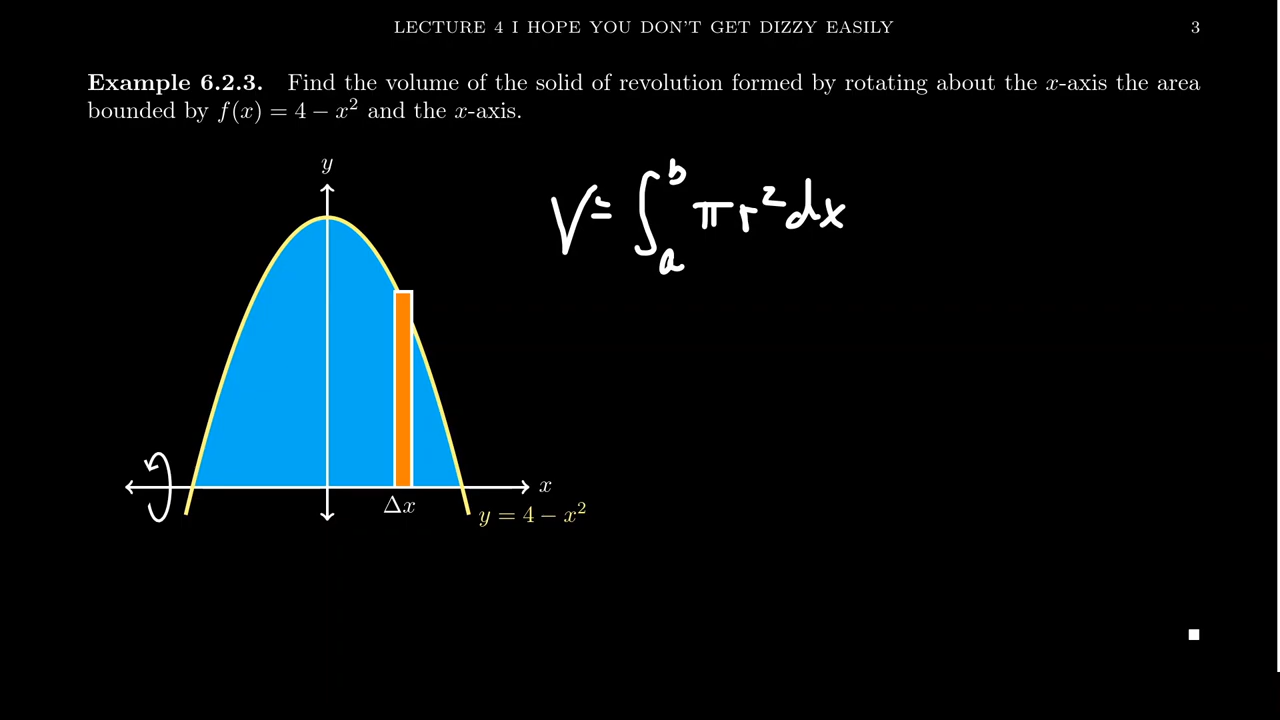 LECTURE 4 I HOPE YOU DON'T GET DIZZY EASILY 3
Example 6.2.3. Find the volume of the solid of revolution formed by rotating about the x-axis the area
bounded by f(x) = 4 − x² and the x-axis.
y
V = ∫ₐᵇ πr²dx
x
Δx
y = 4 − x²